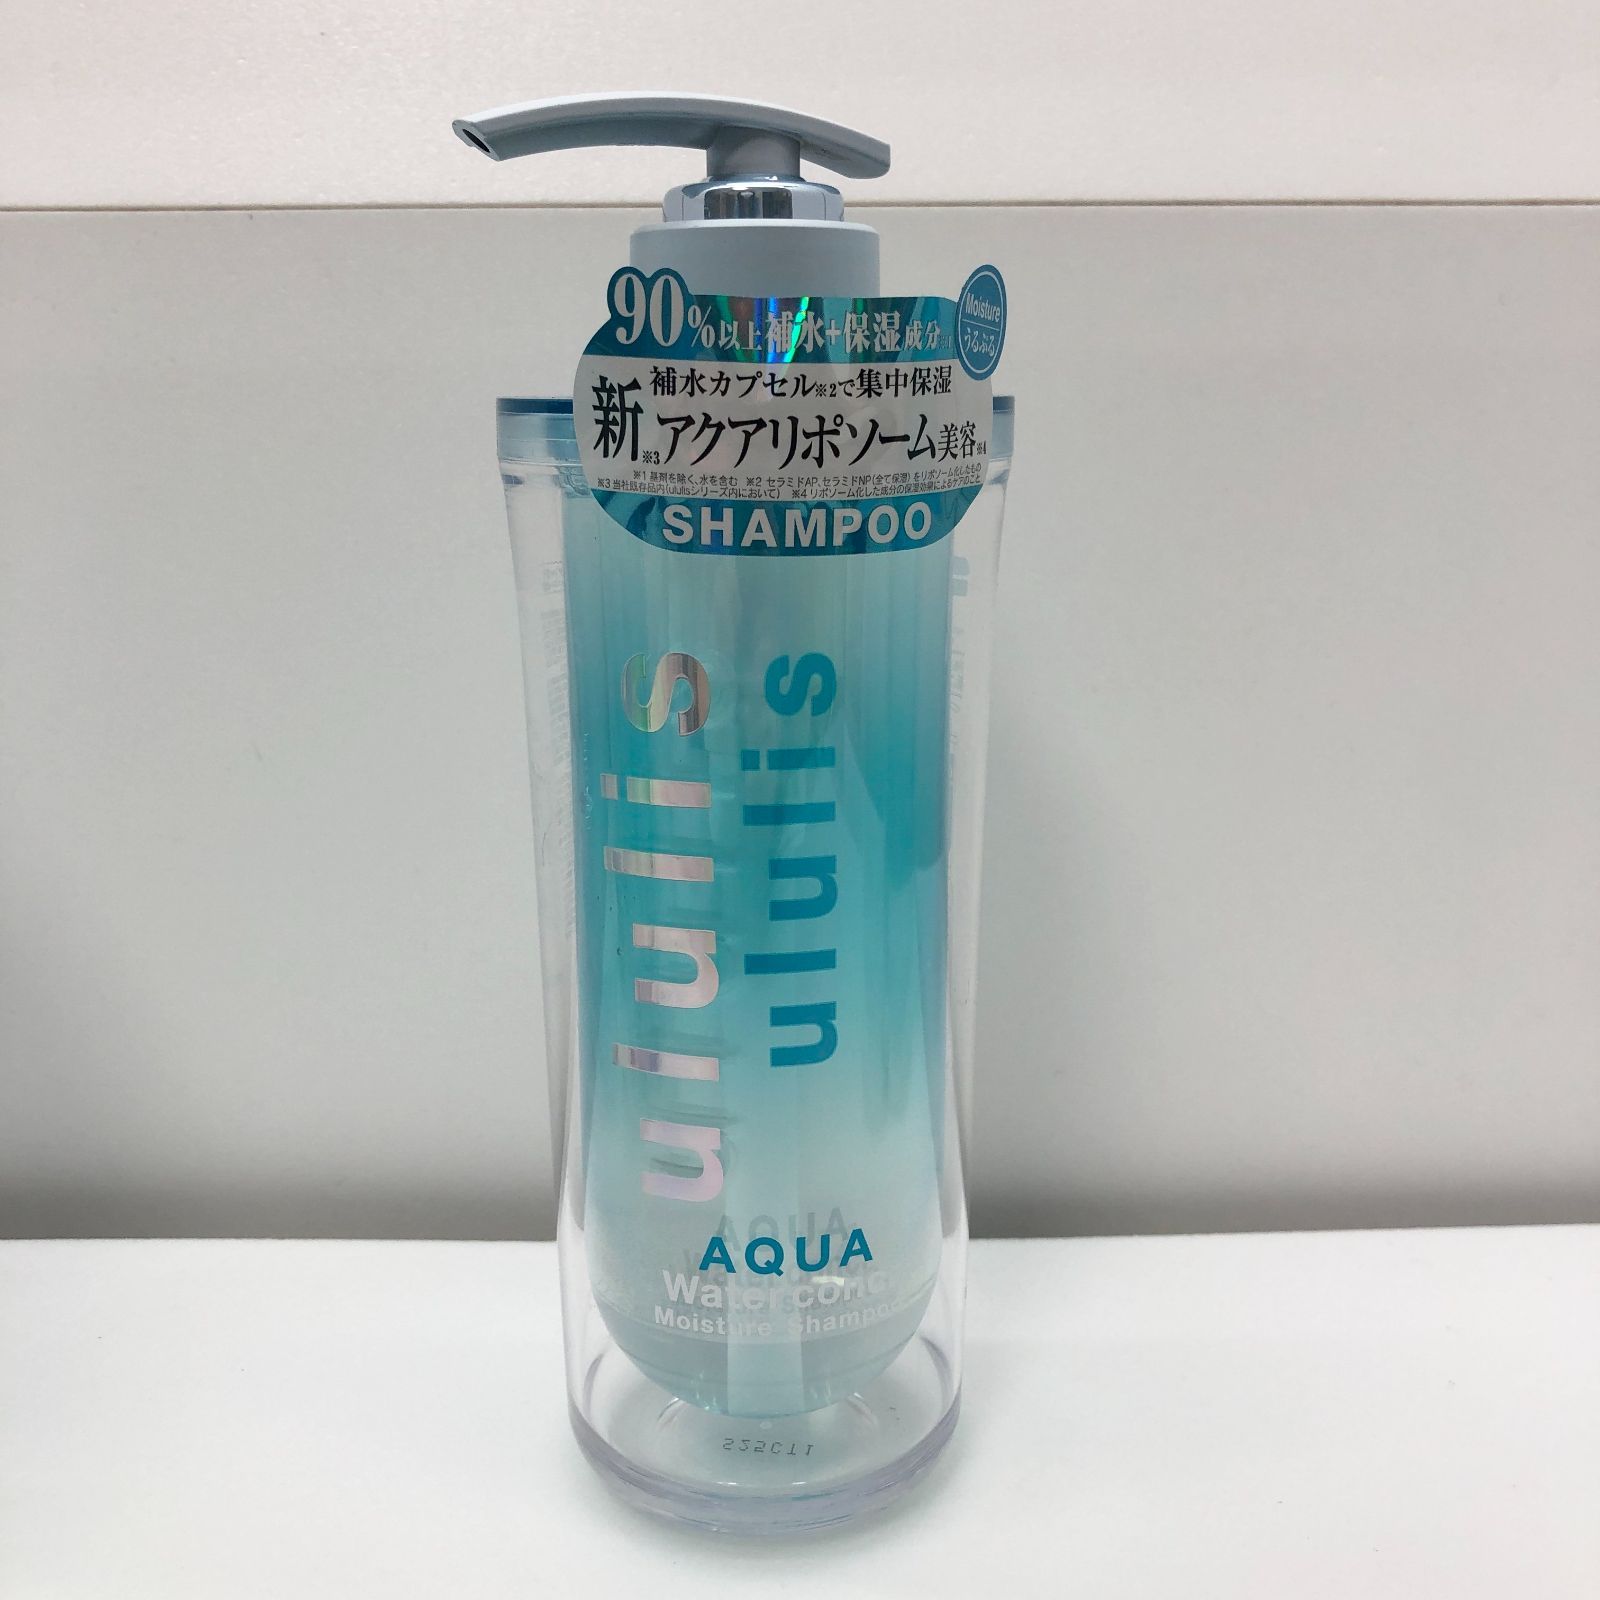 90%以上補水+保湿成分※1
Moisture
うるぷる
補水カプセル※2で集中保湿
新※3アクアリポソーム美容※4
※1 基剤を除く、水を含む ※2 セラミドAP、セラミドNP(全て保湿)をリポソーム化したもの
※3 当社既存品内(ululisシリーズ内において) ※4 リポソーム化した成分の保湿効果によるケアのこと
SHAMPOO
ululis
ululis
AQUA
Water conc
Moisture Shampoo
S25CT1